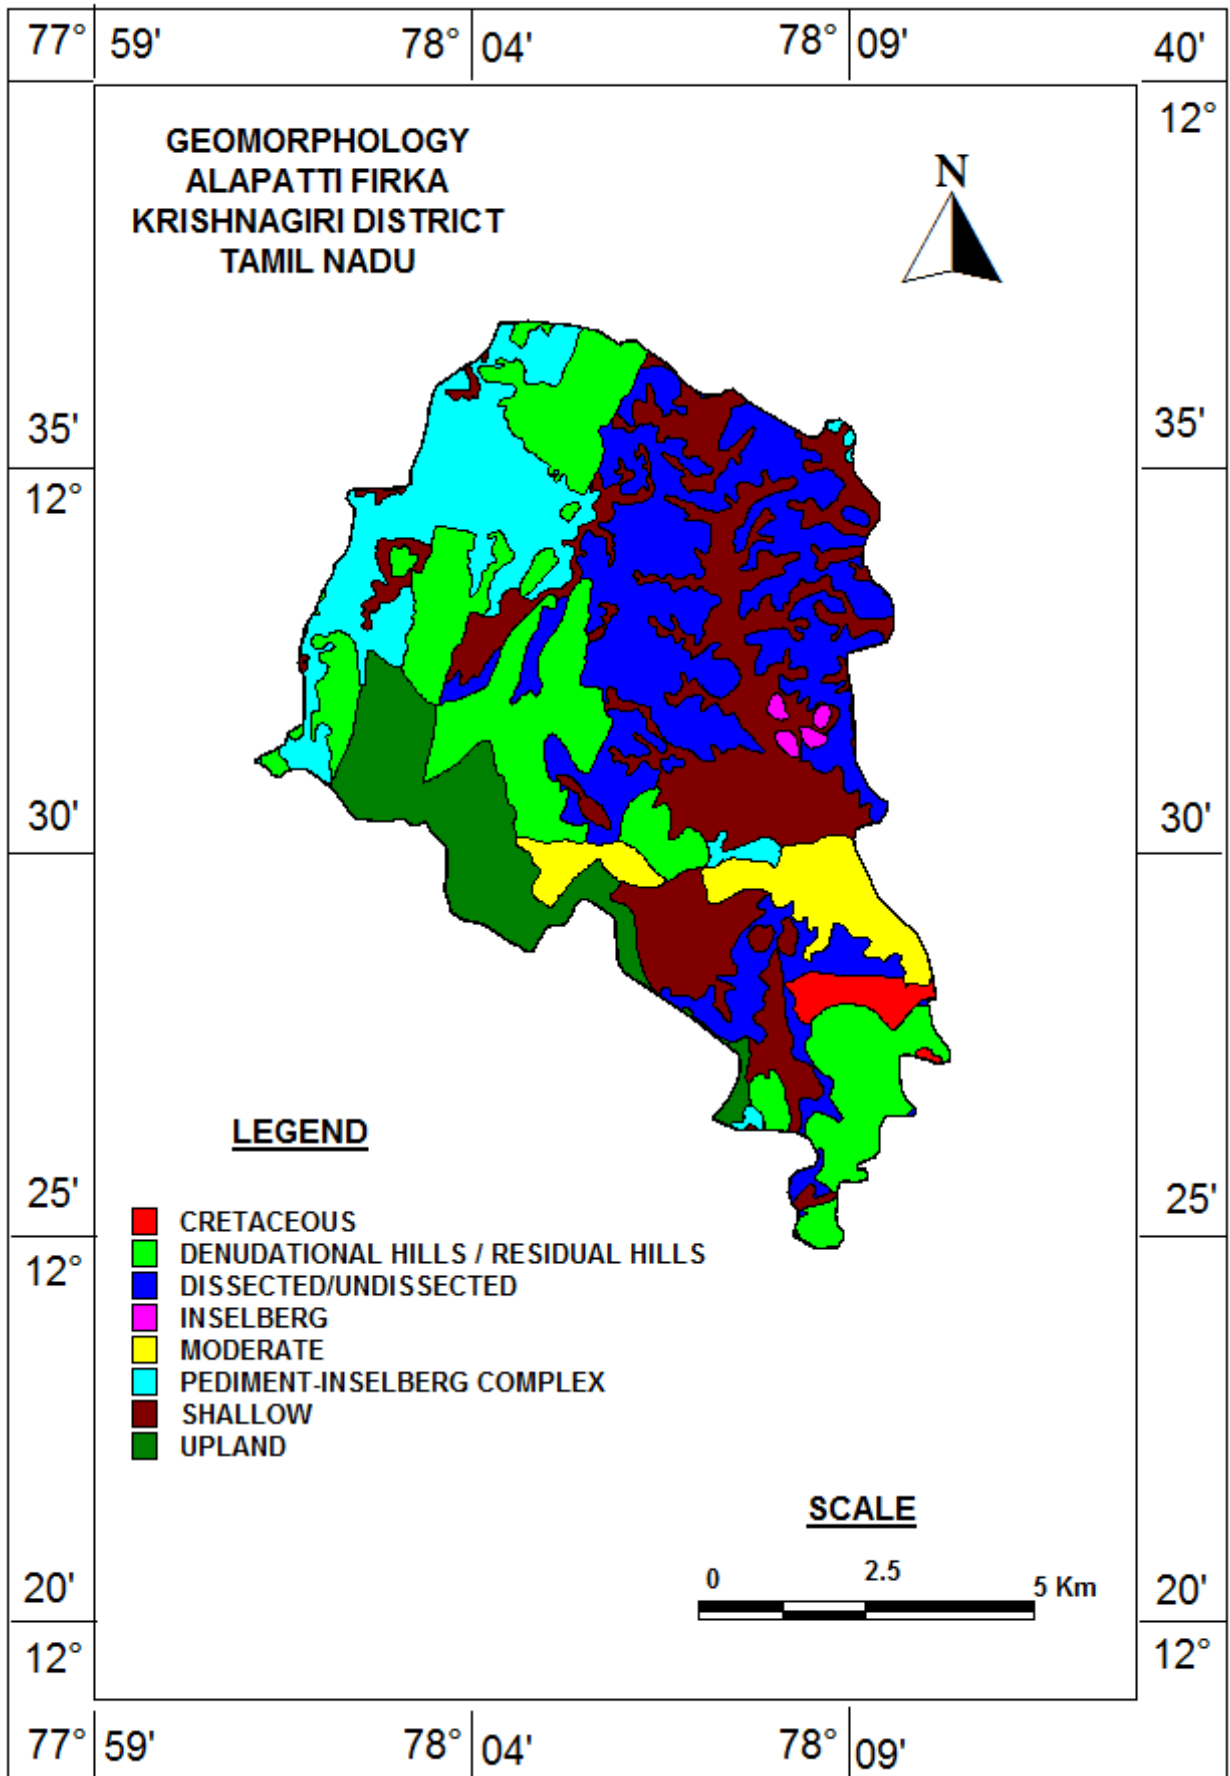 77° 59' 78° 04' 78° 09' 40'
12°
GEOMORPHOLOGY
ALAPATTI FIRKA
KRISHNAGIRI DISTRICT
TAMIL NADU
N
35' 35'
12° 12°
30' 30'
LEGEND
25' 25'
12°
CRETACEOUS
DENUDATIONAL HILLS / RESIDUAL HILLS
DISSECTED/UNDISSECTED
INSELBERG
MODERATE
PEDIMENT-INSELBERG COMPLEX
SHALLOW
UPLAND
SCALE
0 2.5 5 Km
20' 20'
12° 12°
77° 59' 78° 04' 78° 09'